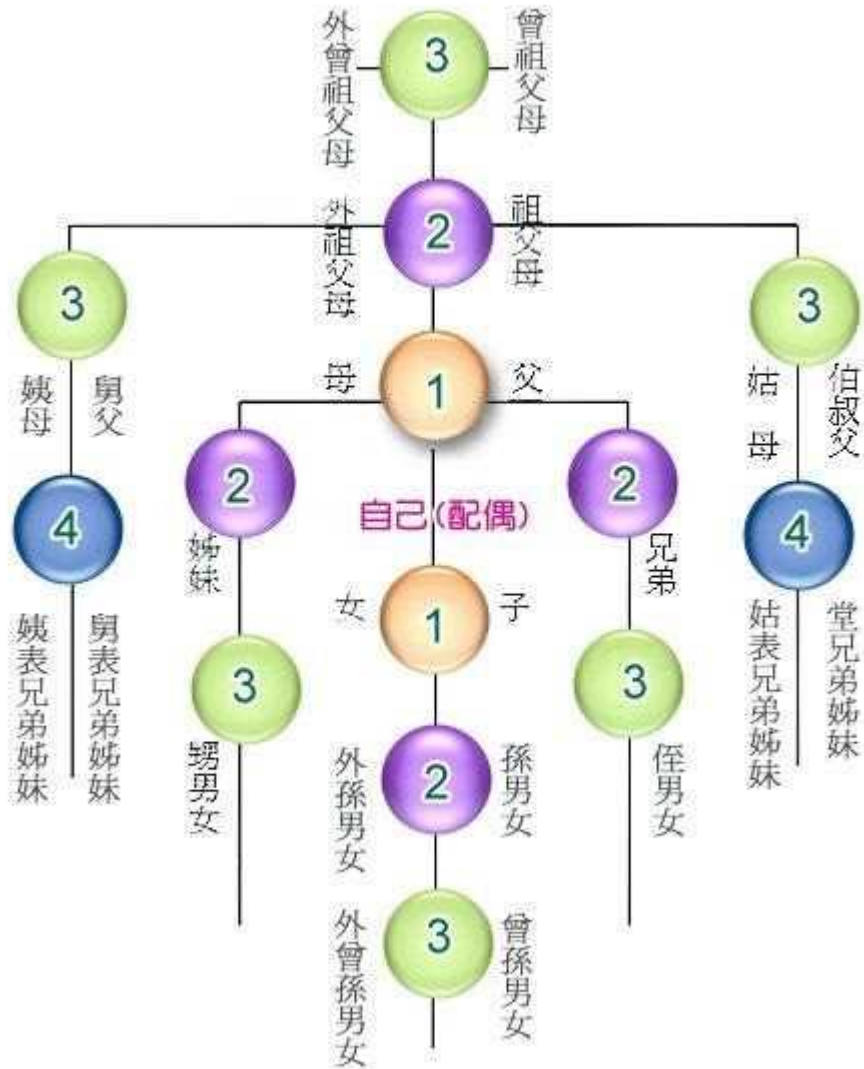 外曾祖父母
3
曾祖父母
外祖父母
2
祖父母
3
姨母
舅父
母
1
父
3
姑母
伯叔父
4
姨表兄弟姊妹
舅表兄弟姊妹
2
姊妹
自己(配偶)
2
兄弟
4
姑表兄弟姊妹
堂兄弟姊妹
女
1
子
3
甥男女
3
侄男女
外孫男女
2
孫男女
外曾孫男女
3
曾孫男女